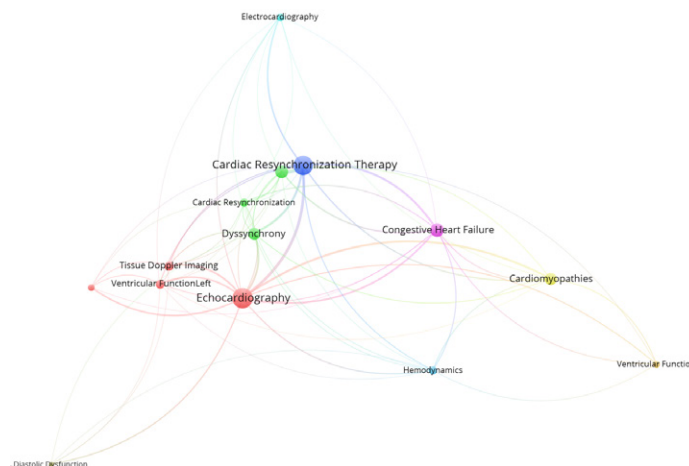 Electrocardiography
Cardiac Resynchronization Therapy
Cardiac Resynchronization
Dyssynchrony
Congestive Heart Failure
Tissue Doppler Imaging
Cardiomyopathies
Ventricular FunctionLeft
Echocardiography
Ventricular Functio
Hemodynamics
Diastolic Dysfunction